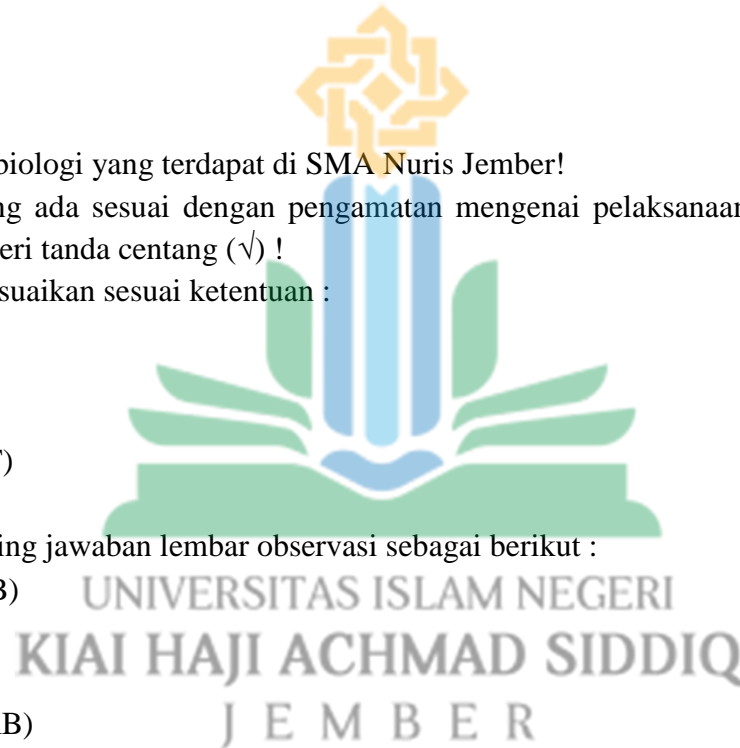 biologi yang terdapat di SMA Nuris Jember!
ng ada sesuai dengan pengamatan mengenai pelaksanaan
eri tanda centang (√) !
suaikan sesuai ketentuan :
)
ing jawaban lembar observasi sebagai berikut :
B)
UNIVERSITAS ISLAM NEGERI
KIAI HAJI ACHMAD SIDDIQ
B)
JEMBER